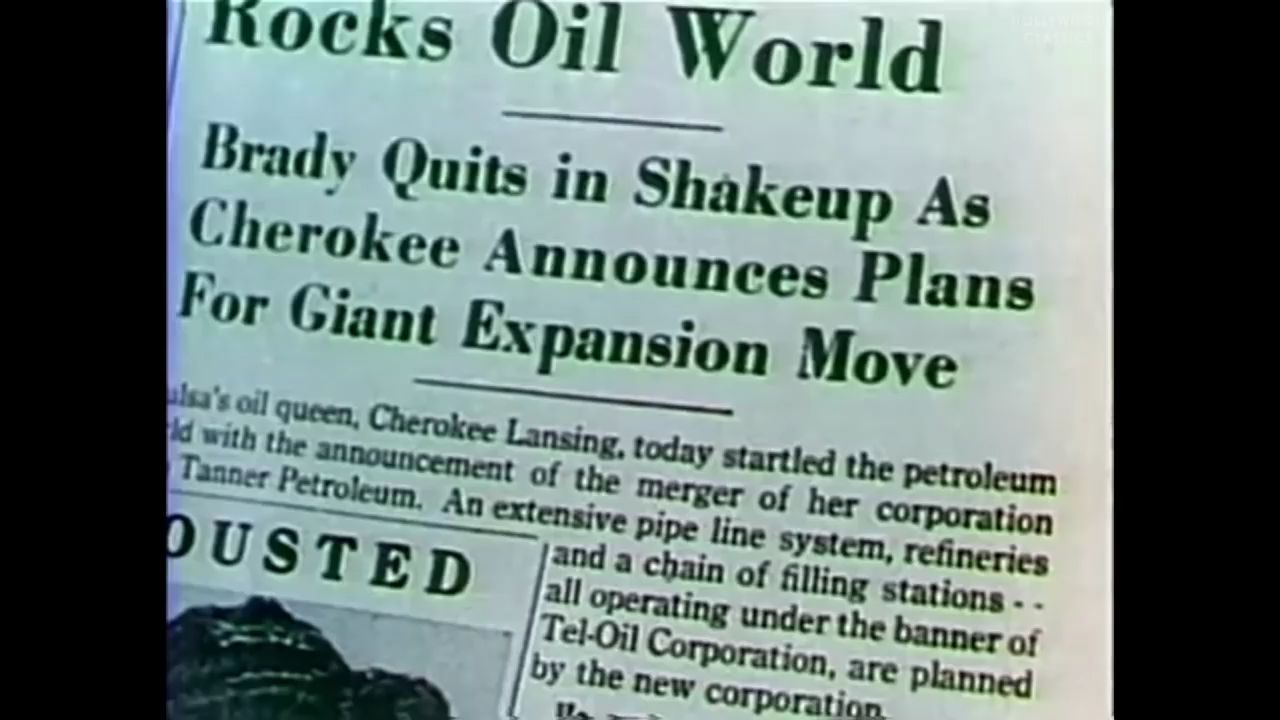 Rocks Oil World
Brady Quits in Shakeup As
Cherokee Announces Plans
For Giant Expansion Move
ulsa's oil queen, Cherokee Lansing, today startled the petroleum
ld with the announcement of the merger of her corporation
Tanner Petroleum. An extensive pipe line system, refineries
and a chain of filling stations - -
all operating under the banner of
Tel-Oil Corporation, are planned
by the new corporation.
OUSTED